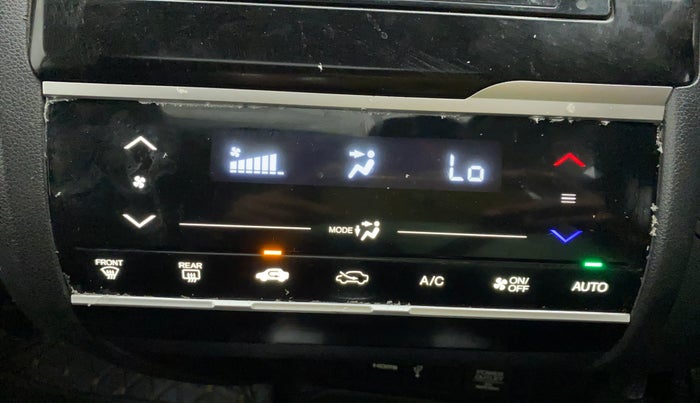 Lo
MODE
FRONT
REAR
A/C
ON/
OFF
AUTO